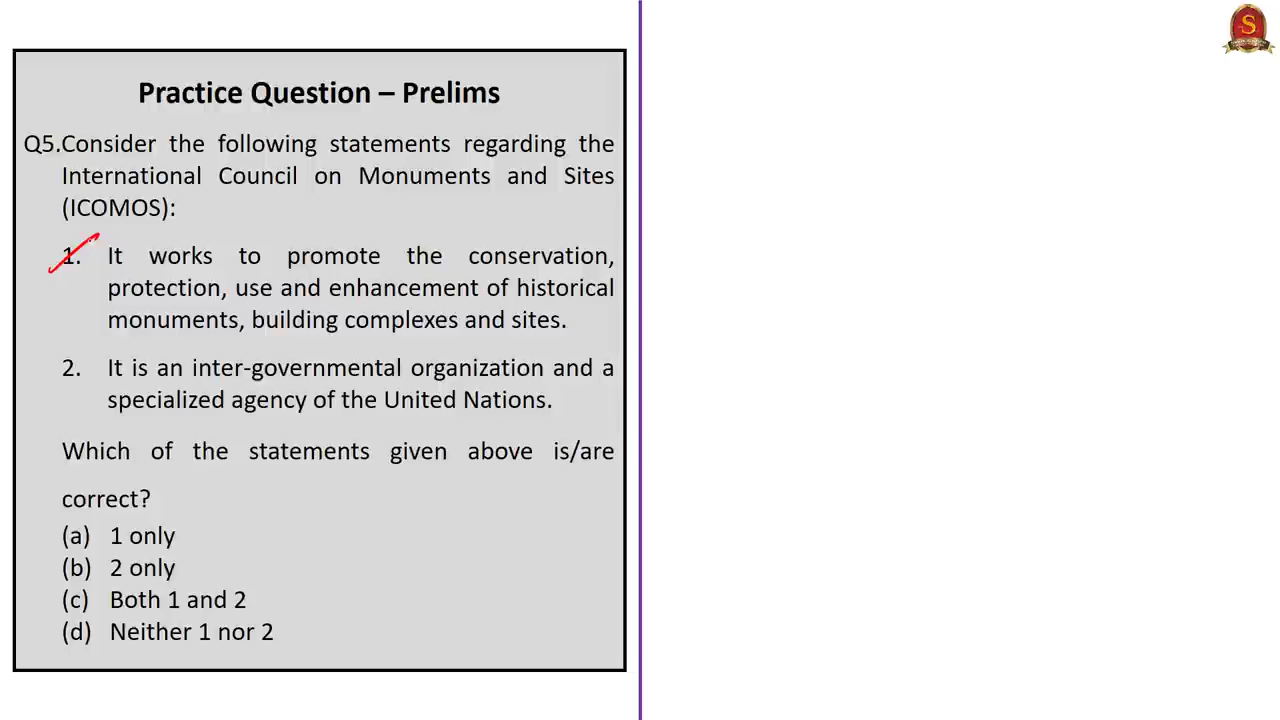 Practice Question – Prelims
Q5.Consider the following statements regarding the
International Council on Monuments and Sites
(ICOMOS):
1. It works to promote the conservation,
protection, use and enhancement of historical
monuments, building complexes and sites.
2. It is an inter-governmental organization and a
specialized agency of the United Nations.
Which of the statements given above is/are
correct?
(a) 1 only
(b) 2 only
(c) Both 1 and 2
(d) Neither 1 nor 2
S